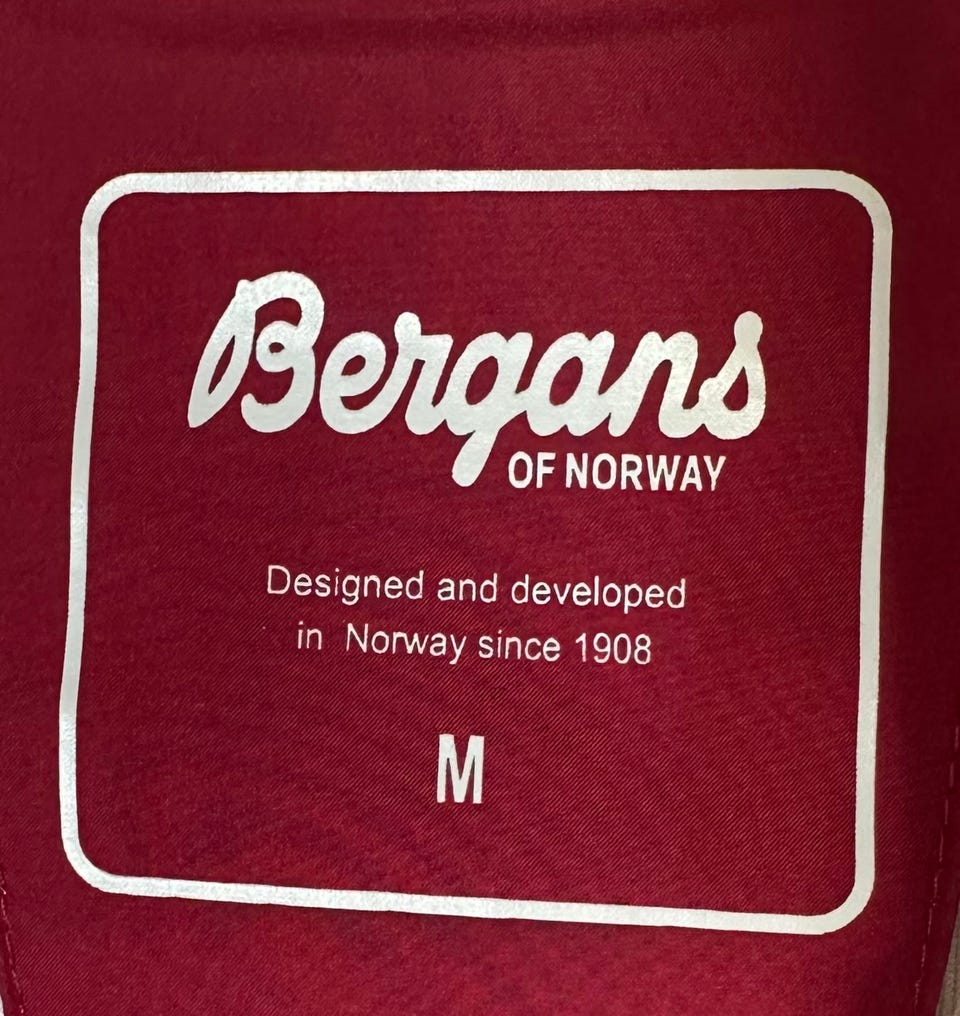 Bergans
OF NORWAY
Designed and developed
in Norway since 1908
M